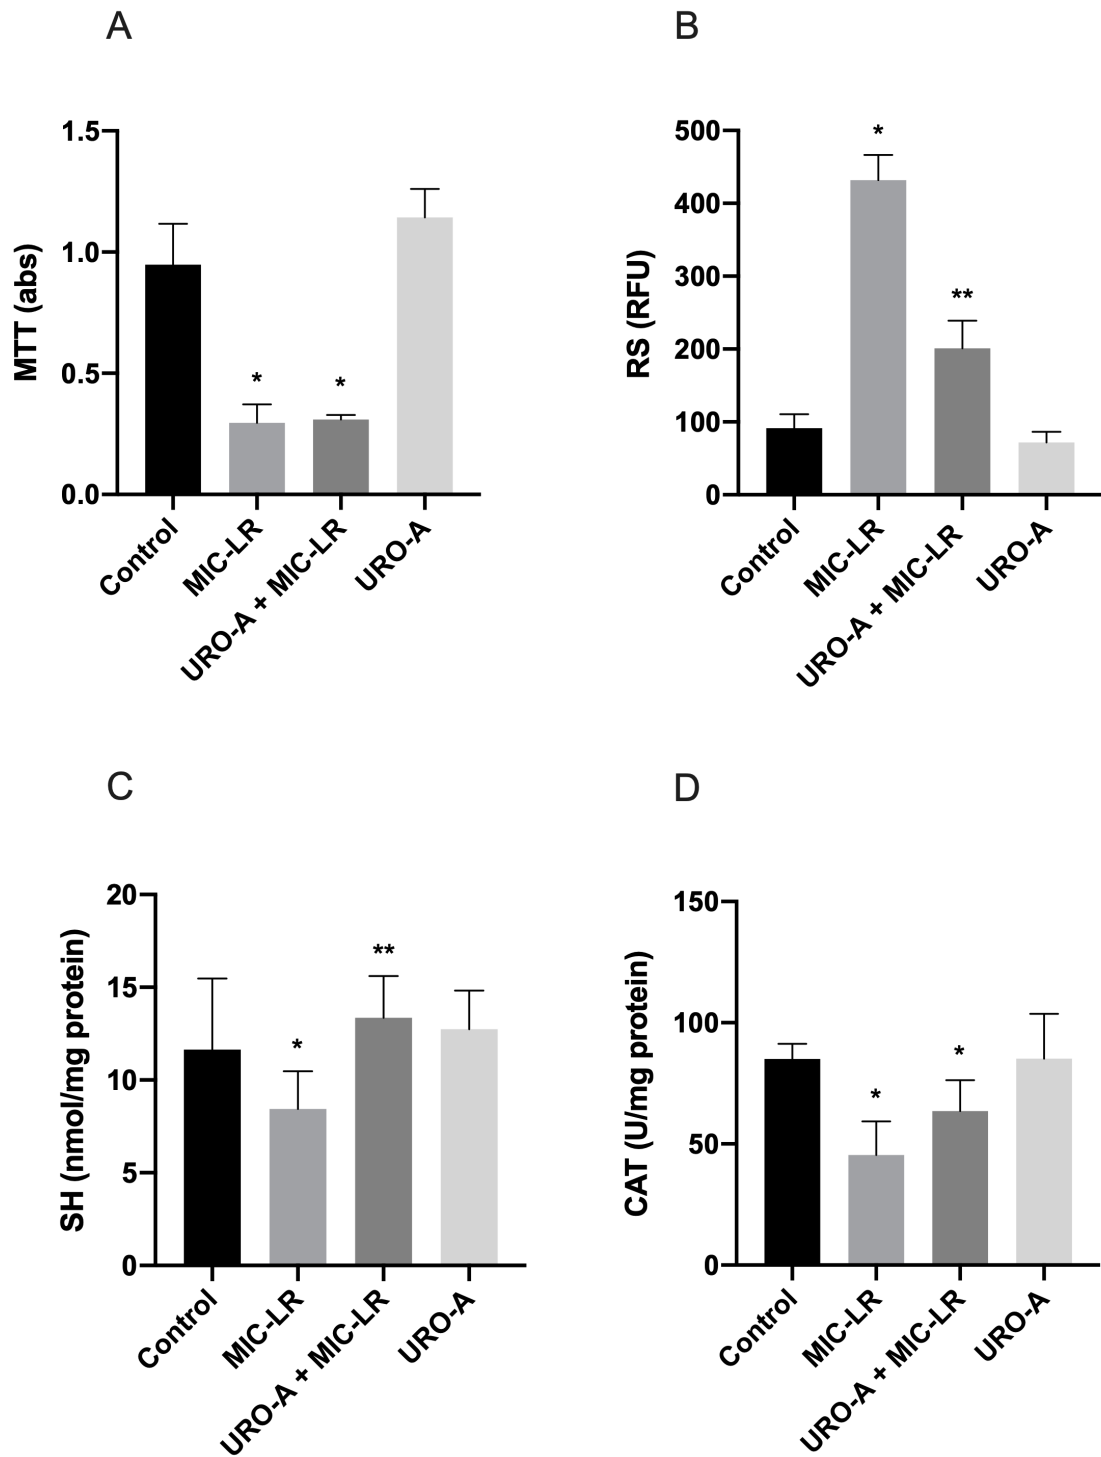 A
MTT (abs)
1.5
1.0
0.5
0.0
*
*
Control
MIC-LR
URO-A + MIC-LR
URO-A
B
RS (RFU)
500
400
300
200
100
0
*
**
Control
MIC-LR
URO-A + MIC-LR
URO-A
C
SH (nmol/mg protein)
20
15
10
5
0
*
**
Control
MIC-LR
URO-A + MIC-LR
URO-A
D
CAT (U/mg protein)
150
100
50
0
*
*
Control
MIC-LR
URO-A + MIC-LR
URO-A